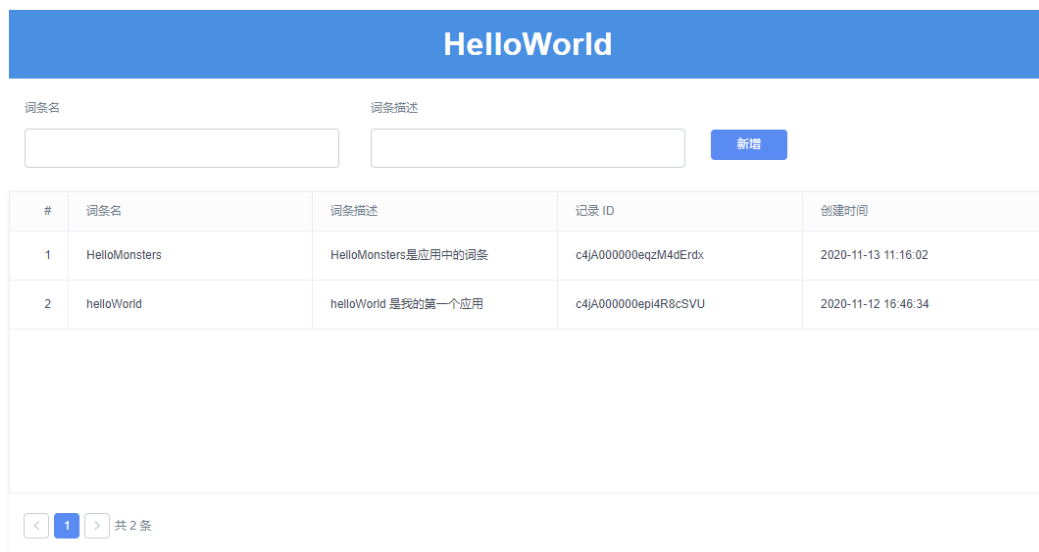 HelloWorld
词条名 词条描述
新增
# 词条名 词条描述 记录 ID 创建时间
1 HelloMonsters HelloMonsters是应用中的词条 c4jA000000eqzM4dErdx 2020-11-13 11:16:02
2 helloWorld helloWorld 是我的第一个应用 c4jA000000epi4R8cSVU 2020-11-12 16:46:34
< 1 > 共 2 条